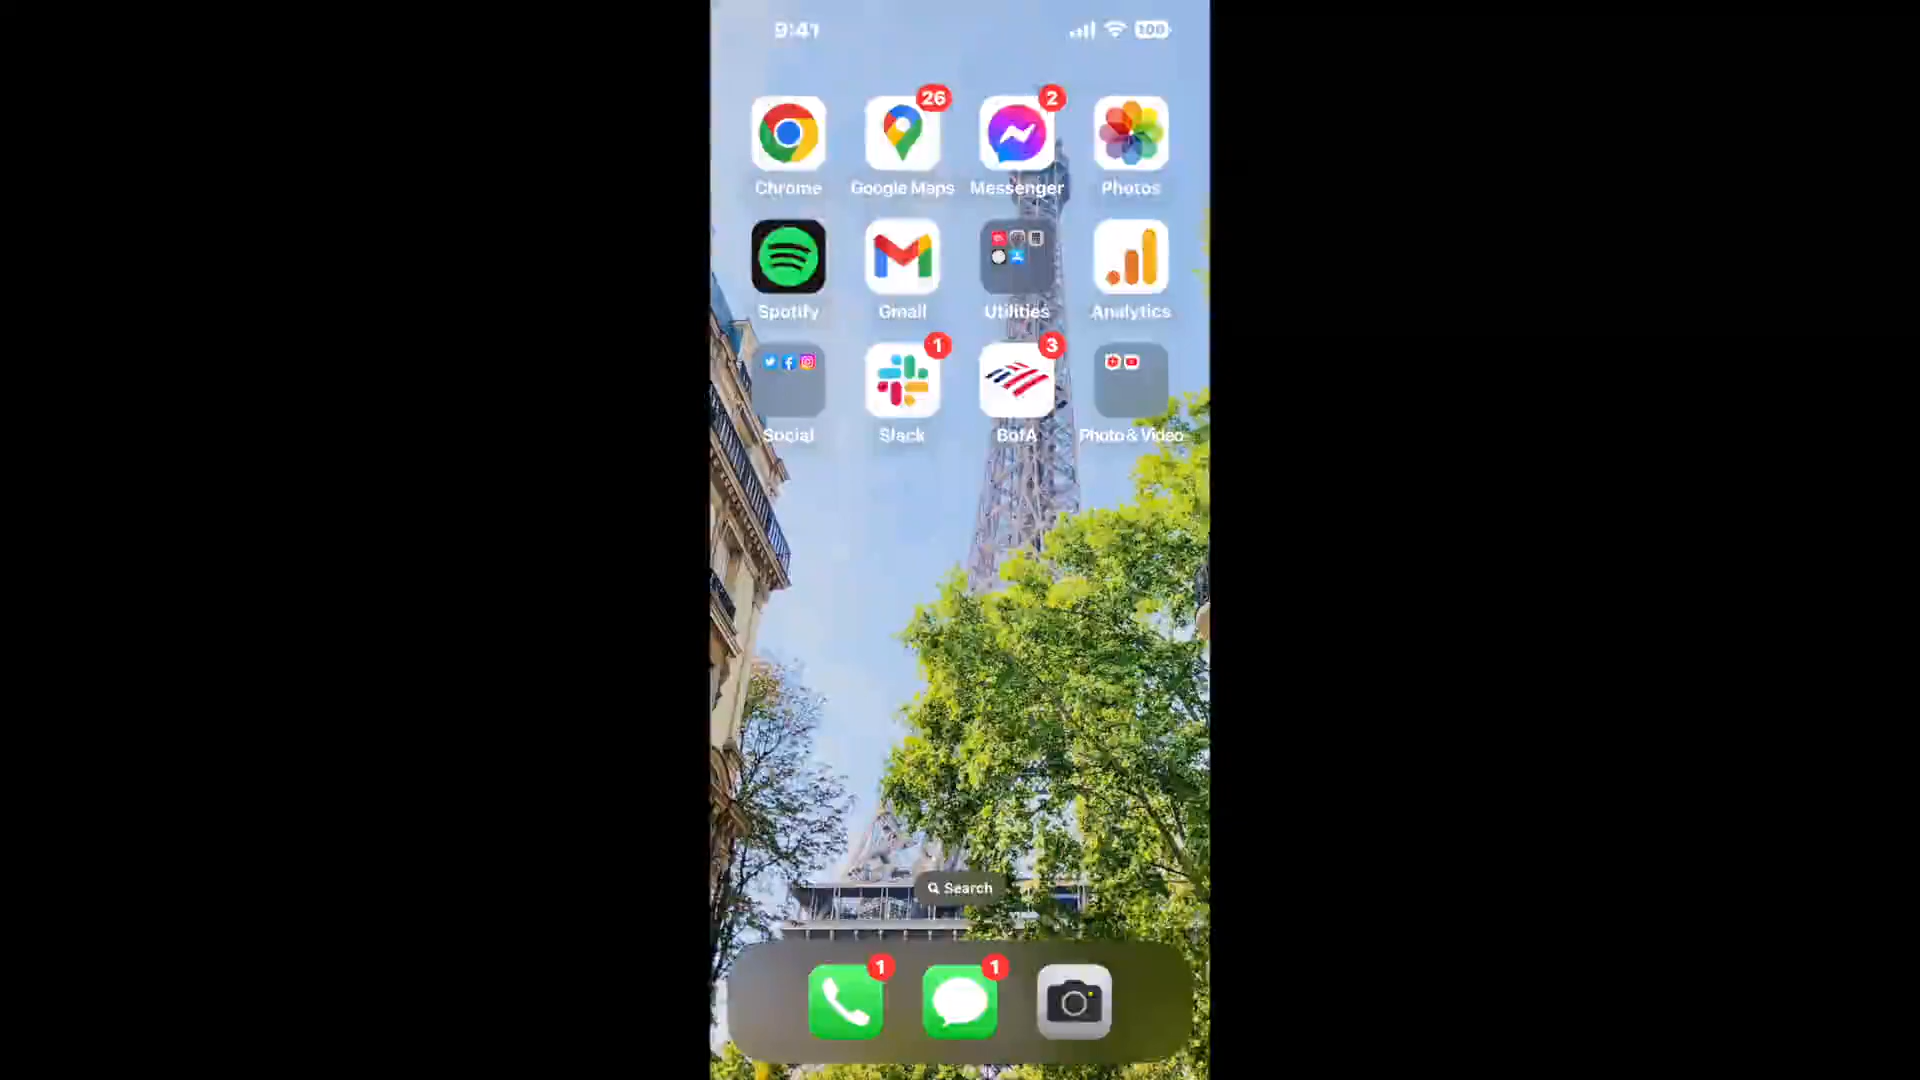 9:41
100
26
2
Chrome
Google Maps
Messenger
Photos
Spotify
Gmail
Utilities
Analytics
1
3
Social
Slack
BofA
Photo & Video
Search
1
1